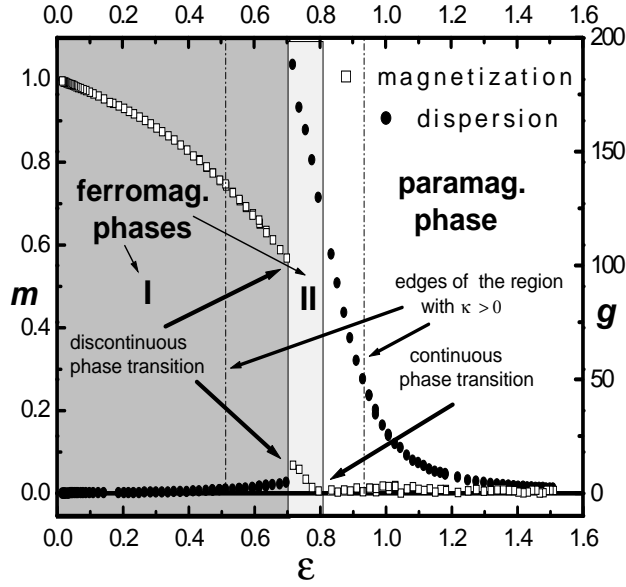 0.0 0.2 0.4 0.6 0.8 1.0 1.2 1.4 1.6
200
1.0
magnetization
dispersion
0.8
150
ferromag.
phases
paramag.
phase
0.6
100
I
II
m
edges of the region
with κ > 0
g
discontinuous
phase transition
continuous
phase transition
0.4
50
0.2
0.0
0
0.0 0.2 0.4 0.6 0.8 1.0 1.2 1.4 1.6
ε